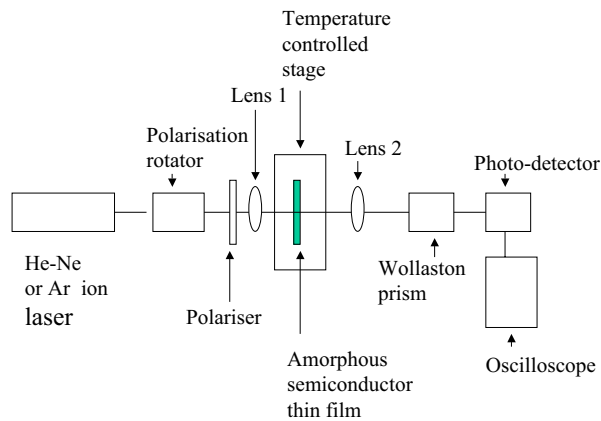 Temperature
controlled
stage
Lens 1
Polarisation
rotator
Lens 2
Photo-detector
He-Ne
or Ar ion
laser
Polariser
Wollaston
prism
Amorphous
semiconductor
thin film
Oscilloscope